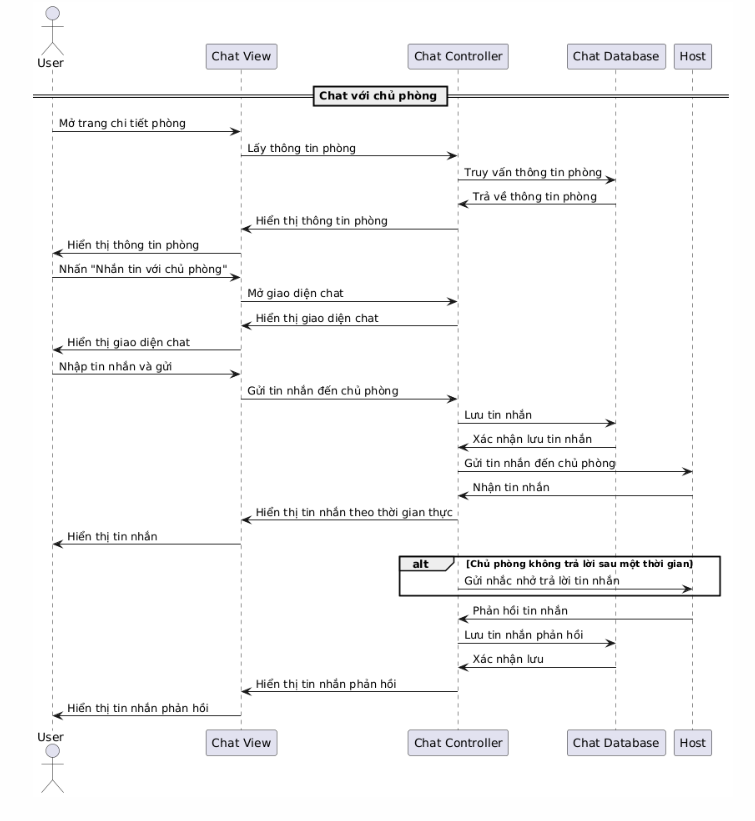 User
Chat View
Chat Controller
Chat Database
Host
Chat với chủ phòng
Mở trang chi tiết phòng
Lấy thông tin phòng
Truy vấn thông tin phòng
Trả về thông tin phòng
Hiển thị thông tin phòng
Hiển thị thông tin phòng
Nhấn "Nhắn tin với chủ phòng"
Mở giao diện chat
Hiển thị giao diện chat
Hiển thị giao diện chat
Nhập tin nhắn và gửi
Gửi tin nhắn đến chủ phòng
Lưu tin nhắn
Xác nhận lưu tin nhắn
Gửi tin nhắn đến chủ phòng
Nhận tin nhắn
Hiển thị tin nhắn theo thời gian thực
Hiển thị tin nhắn
alt
[Chủ phòng không trả lời sau một thời gian]
Gửi nhắc nhở trả lời tin nhắn
Phản hồi tin nhắn
Lưu tin nhắn phản hồi
Xác nhận lưu
Hiển thị tin nhắn phản hồi
Hiển thị tin nhắn phản hồi
User
Chat View
Chat Controller
Chat Database
Host